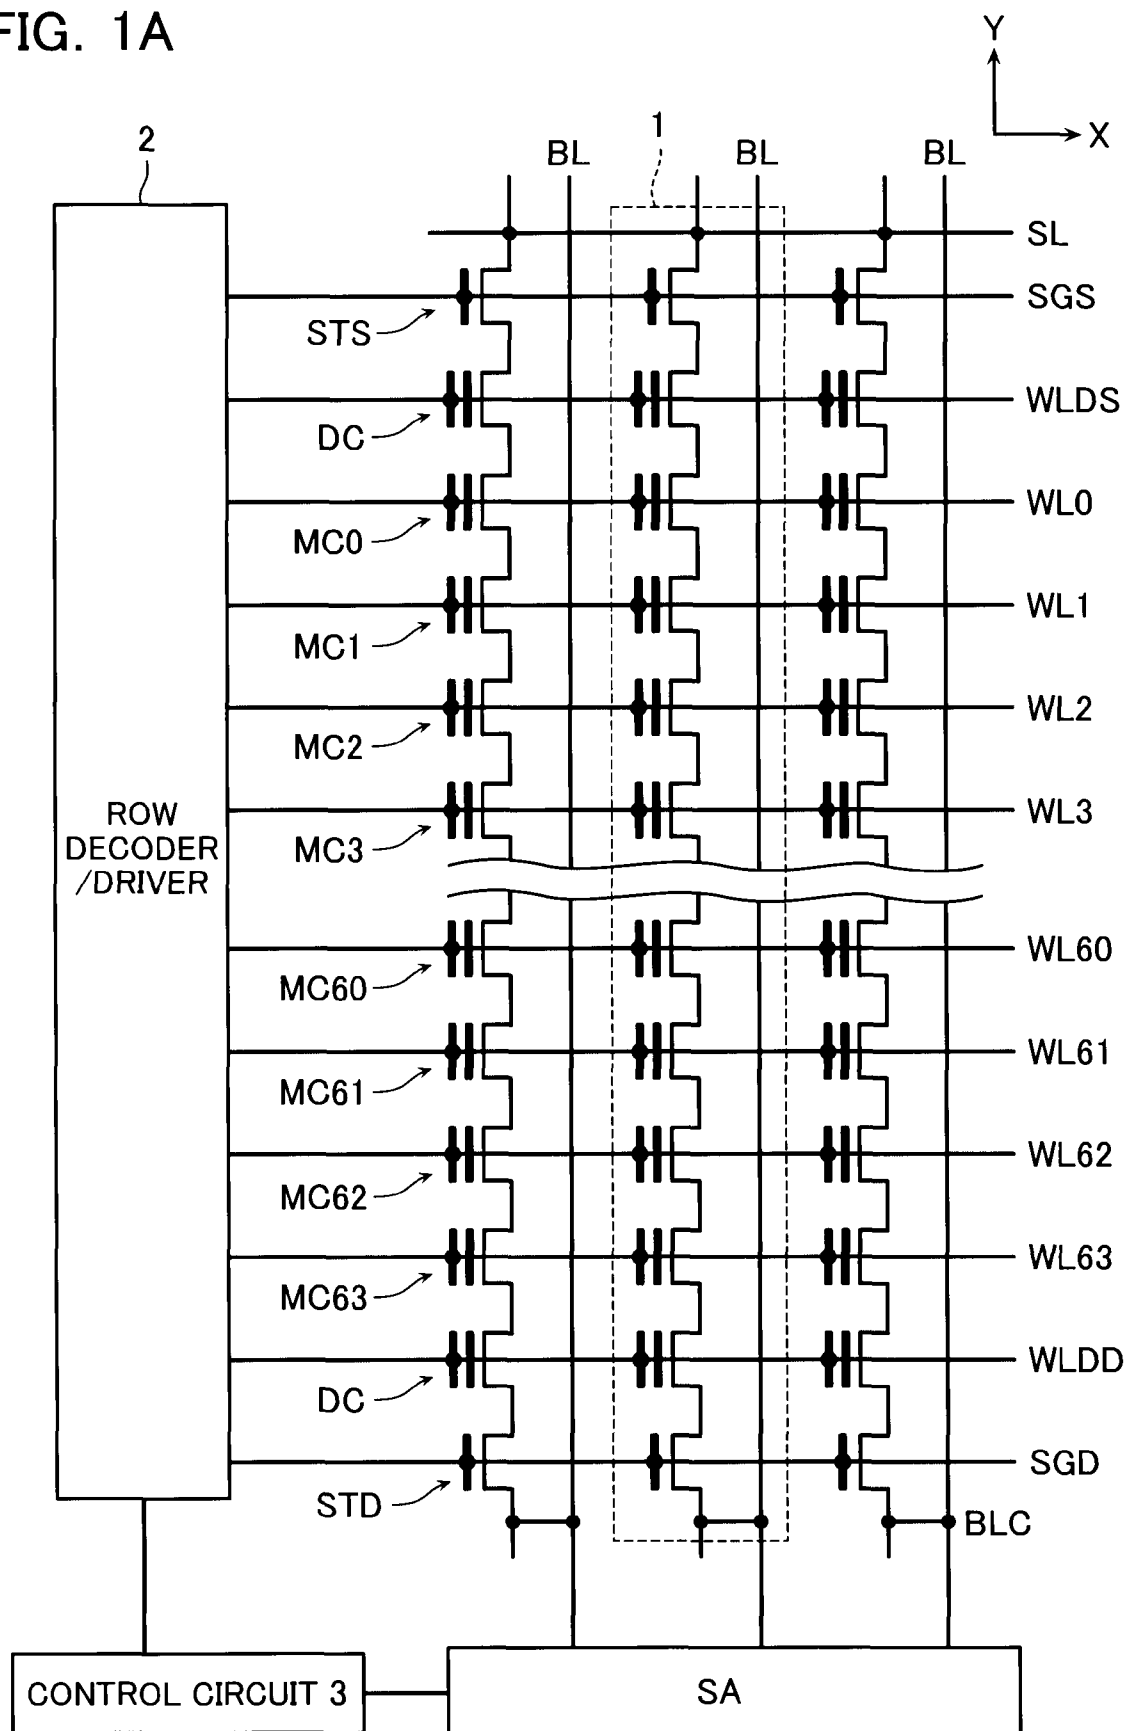 FIG. 1A
Y
X
2
1
BL
BL
BL
SL
SGS
STS
WLDS
DC
WL0
MC0
WL1
MC1
WL2
MC2
WL3
MC3
ROW
DECODER
/DRIVER
WL60
MC60
WL61
MC61
WL62
MC62
WL63
MC63
WLDD
DC
SGD
STD
BLC
CONTROL CIRCUIT 3
SA